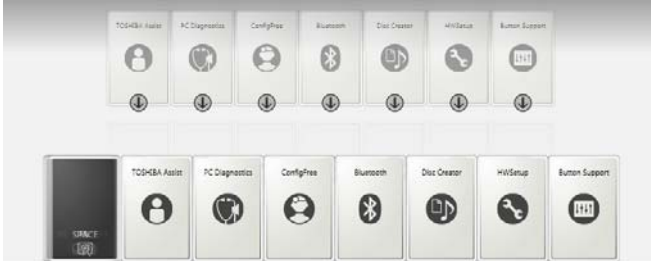 TOSHIBA Assist
PC Diagnostics
ConfigFree
Bluetooth
Disc Creator
HWSetup
Button Support
TOSHIBA Assist
PC Diagnostics
ConfigFree
Bluetooth
Disc Creator
HWSetup
Button Support
SPACE